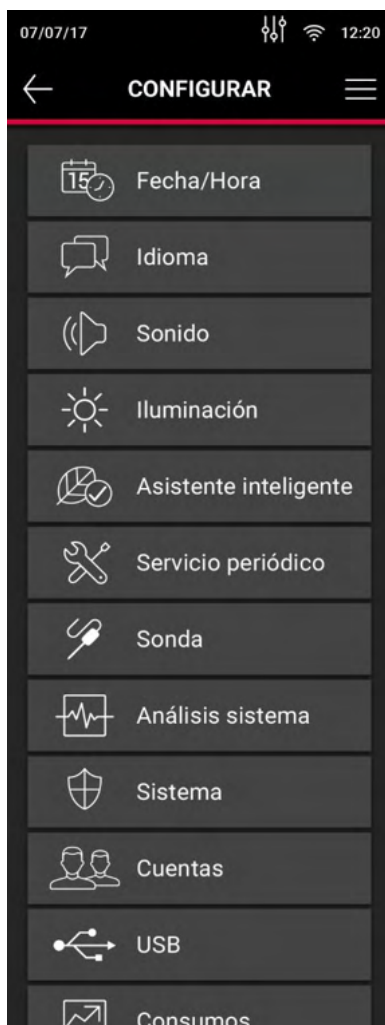 07/07/17 12:20
CONFIGURAR
15 Fecha/Hora
Idioma
Sonido
Iluminación
Asistente inteligente
Servicio periódico
Sonda
Análisis sistema
Sistema
Cuentas
USB
Consumos